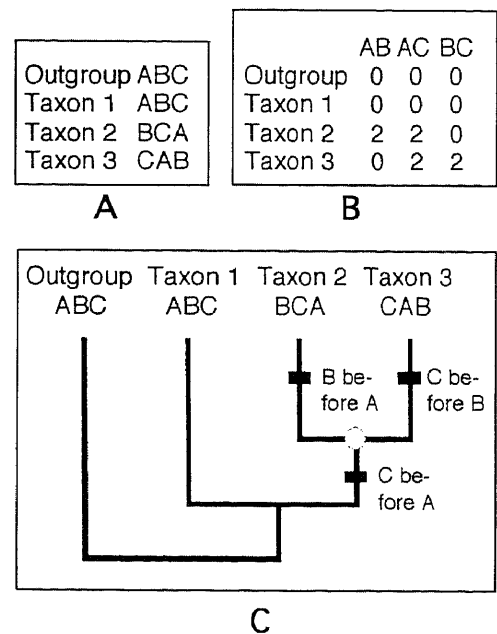 Outgroup ABC
Taxon 1 ABC
Taxon 2 BCA
Taxon 3 CAB
A
AB AC BC
Outgroup 0 0 0
Taxon 1 0 0 0
Taxon 2 2 2 0
Taxon 3 0 2 2
B
Outgroup Taxon 1 Taxon 2 Taxon 3
ABC ABC BCA CAB
B be- C be-
fore A fore B
C be-
fore A
C